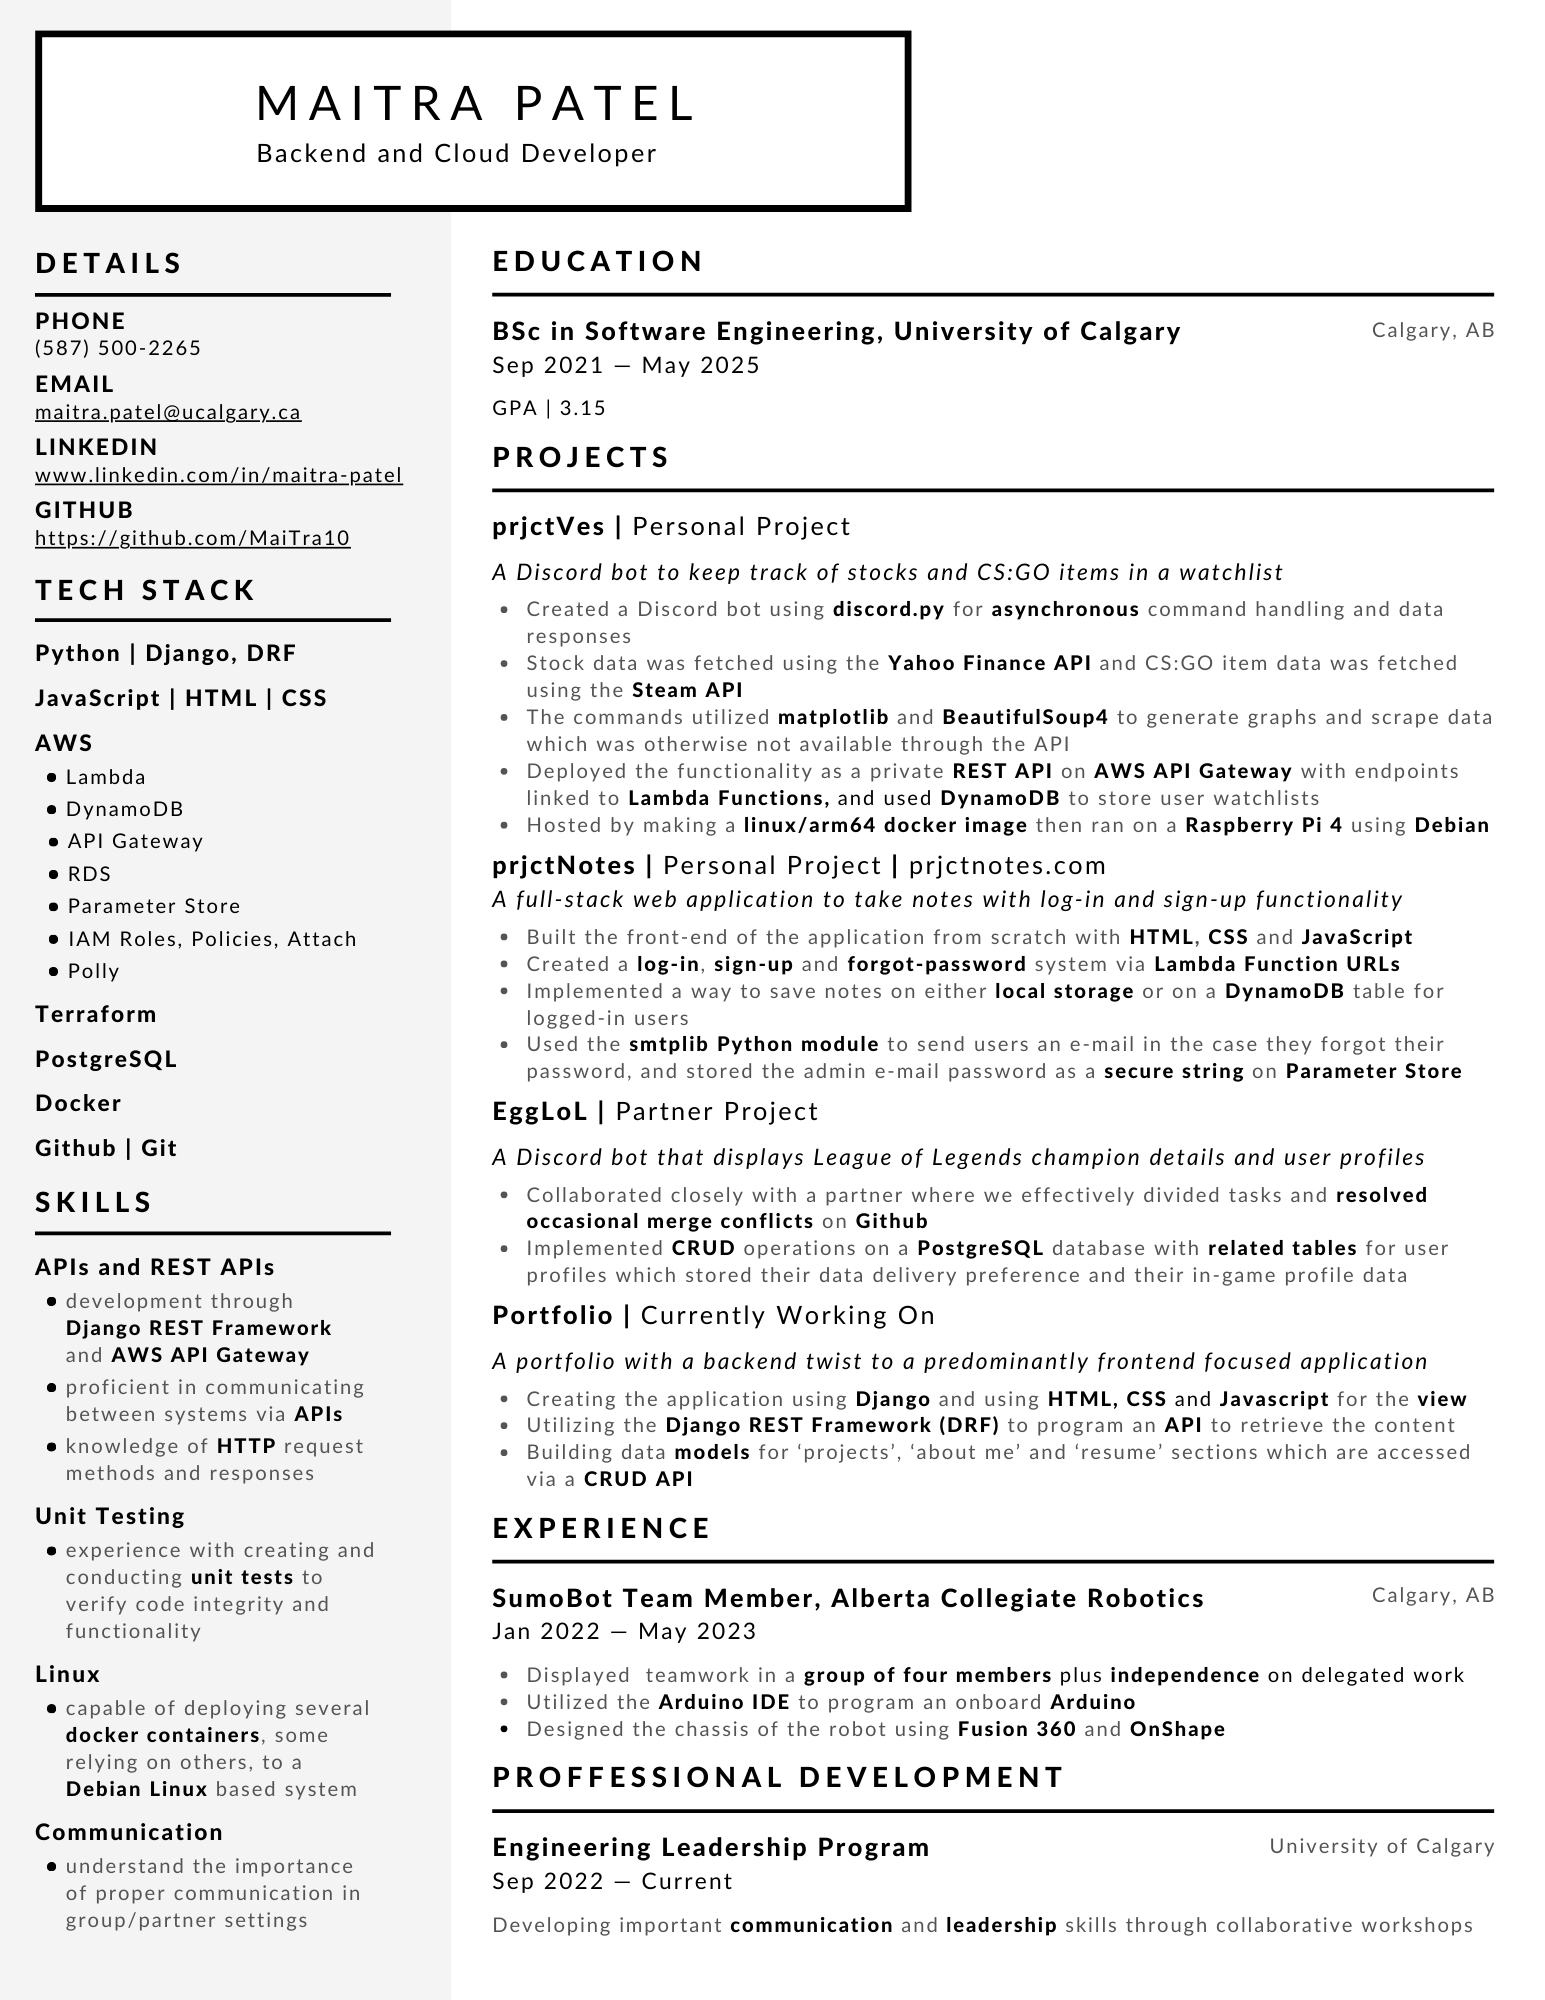 MAITRA PATEL
Backend and Cloud Developer
DETAILS
PHONE
(587) 500-2265
EMAIL
maitra.patel@ucalgary.ca
LINKEDIN
www.linkedin.com/in/maitra-patel
GITHUB
https://github.com/MaiTra10
TECH STACK
Python | Django, DRF
JavaScript | HTML | CSS
AWS
• Lambda
• DynamoDB
• API Gateway
• RDS
• Parameter Store
• IAM Roles, Policies, Attach
• Polly
Terraform
PostgreSQL
Docker
Github | Git
SKILLS
APIs and REST APIs
• development through
Django REST Framework
and AWS API Gateway
• proficient in communicating
between systems via APIs
• knowledge of HTTP request
methods and responses
Unit Testing
• experience with creating and
conducting unit tests to
verify code integrity and
functionality
Linux
• capable of deploying several
docker containers, some
relying on others, to a
Debian Linux based system
Communication
• understand the importance
of proper communication in
group/partner settings
EDUCATION
BSc in Software Engineering, University of Calgary Calgary, AB
Sep 2021 — May 2025
GPA | 3.15
PROJECTS
prjctVes | Personal Project
A Discord bot to keep track of stocks and CS:GO items in a watchlist
• Created a Discord bot using discord.py for asynchronous command handling and data
responses
• Stock data was fetched using the Yahoo Finance API and CS:GO item data was fetched
using the Steam API
• The commands utilized matplotlib and BeautifulSoup4 to generate graphs and scrape data
which was otherwise not available through the API
• Deployed the functionality as a private REST API on AWS API Gateway with endpoints
linked to Lambda Functions, and used DynamoDB to store user watchlists
• Hosted by making a linux/arm64 docker image then ran on a Raspberry Pi 4 using Debian
prjctNotes | Personal Project | prjctnotes.com
A full-stack web application to take notes with log-in and sign-up functionality
• Built the front-end of the application from scratch with HTML, CSS and JavaScript
• Created a log-in, sign-up and forgot-password system via Lambda Function URLs
• Implemented a way to save notes on either local storage or on a DynamoDB table for
logged-in users
• Used the smtplib Python module to send users an e-mail in the case they forgot their
password, and stored the admin e-mail password as a secure string on Parameter Store
EggLoL | Partner Project
A Discord bot that displays League of Legends champion details and user profiles
• Collaborated closely with a partner where we effectively divided tasks and resolved
occasional merge conflicts on Github
• Implemented CRUD operations on a PostgreSQL database with related tables for user
profiles which stored their data delivery preference and their in-game profile data
Portfolio | Currently Working On
A portfolio with a backend twist to a predominantly frontend focused application
• Creating the application using Django and using HTML, CSS and Javascript for the view
• Utilizing the Django REST Framework (DRF) to program an API to retrieve the content
• Building data models for ‘projects’, ‘about me’ and ‘resume’ sections which are accessed
via a CRUD API
EXPERIENCE
SumoBot Team Member, Alberta Collegiate Robotics Calgary, AB
Jan 2022 — May 2023
• Displayed  teamwork in a group of four members plus independence on delegated work
• Utilized the Arduino IDE to program an onboard Arduino
• Designed the chassis of the robot using Fusion 360 and OnShape
PROFFESSIONAL DEVELOPMENT
Engineering Leadership Program University of Calgary
Sep 2022 — Current
Developing important communication and leadership skills through collaborative workshops